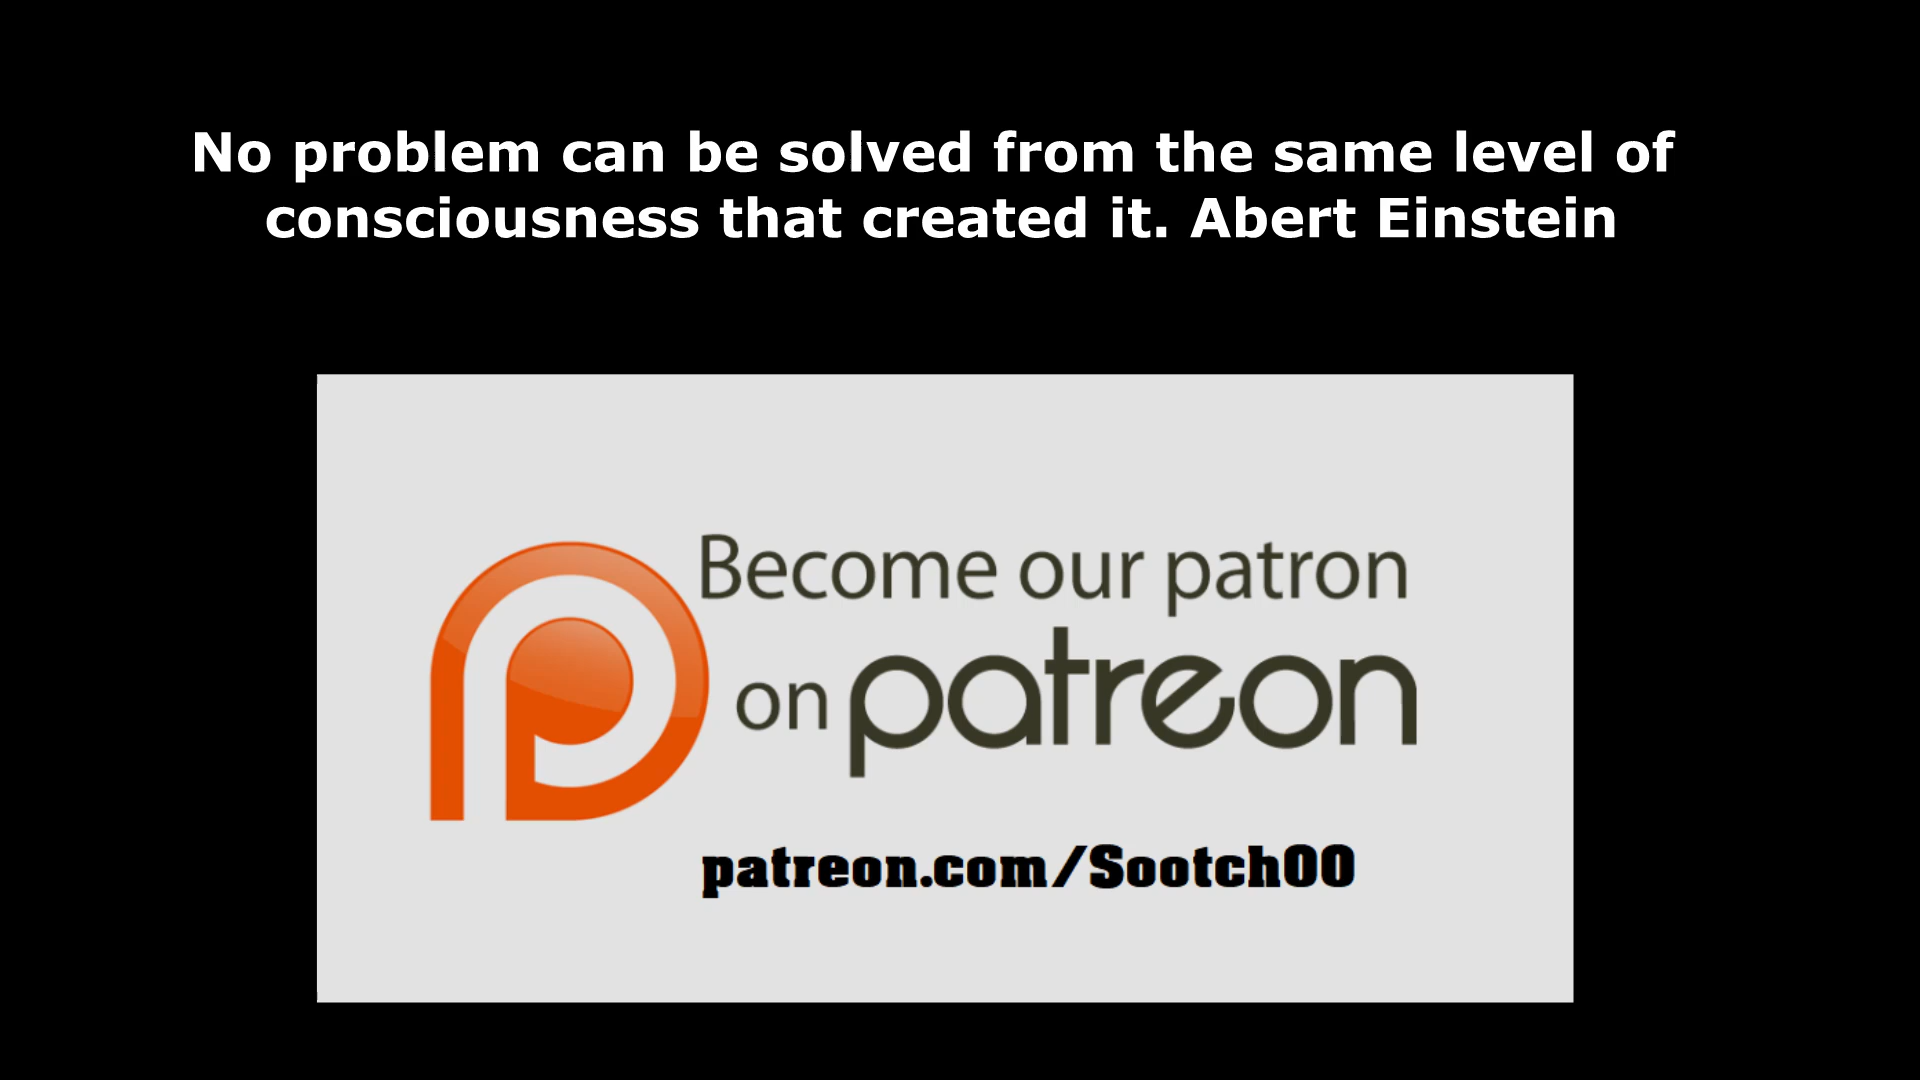 No problem can be solved from the same level of
consciousness that created it. Abert Einstein
Become our patron
on patreon
patreon.com/Sootch00